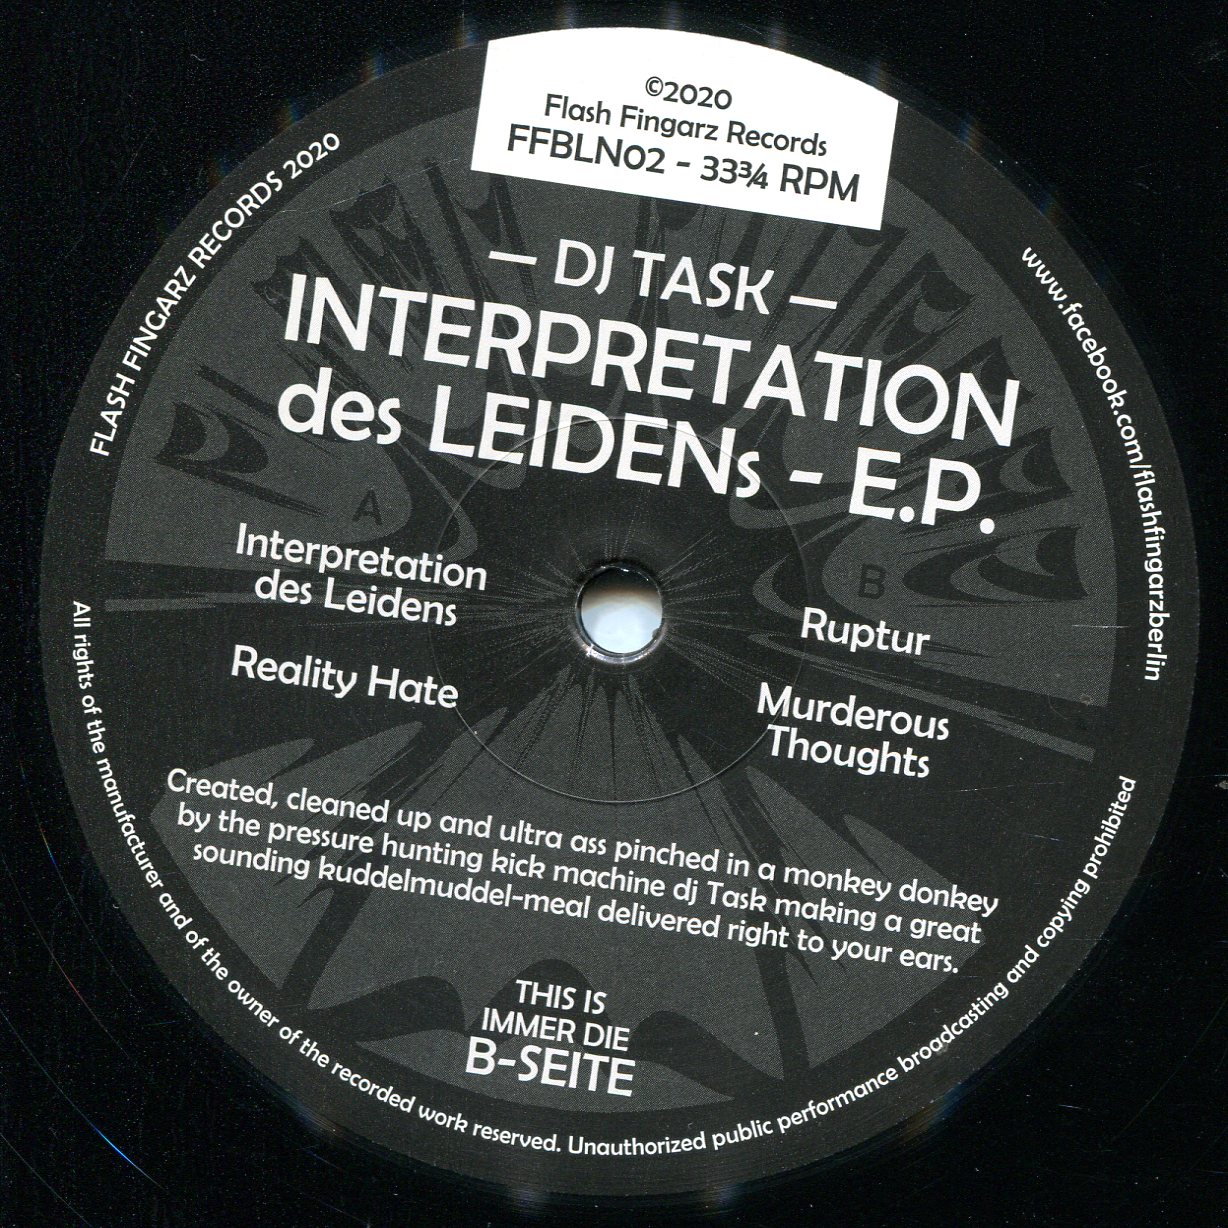 ©2020
Flash Fingarz Records
FFBLN02 - 33¾ RPM
— DJ TASK —
INTERPRETATION
des LEIDENs - E.P.
A
Interpretation
des Leidens
Reality Hate
B
Ruptur
Murderous
Thoughts
Created, cleaned up and ultra ass pinched in a monkey donkey
by the pressure hunting kick machine dj Task making a great
sounding kuddelmuddel-meal delivered right to your ears.
THIS IS
IMMER DIE
B-SEITE
FLASH FINGARZ RECORDS 2020
www.facebook.com/flashfingarzberlin
All rights of the manufacturer and of the owner of the recorded work reserved. Unauthorized public performance broadcasting and copying prohibited